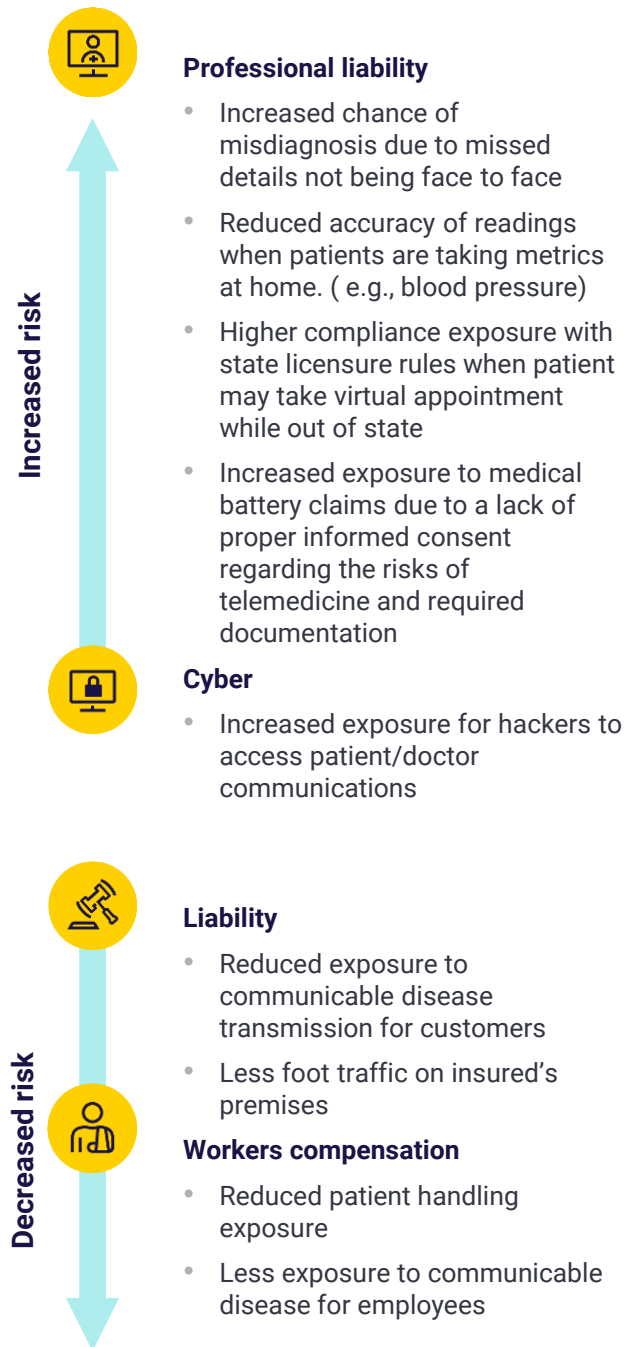 Increased risk
Professional liability
• Increased chance of
misdiagnosis due to missed
details not being face to face
• Reduced accuracy of readings
when patients are taking metrics
at home. ( e.g., blood pressure)
• Higher compliance exposure with
state licensure rules when patient
may take virtual appointment
while out of state
• Increased exposure to medical
battery claims due to a lack of
proper informed consent
regarding the risks of
telemedicine and required
documentation
Cyber
• Increased exposure for hackers to
access patient/doctor
communications
Decreased risk
Liability
• Reduced exposure to
communicable disease
transmission for customers
• Less foot traffic on insured’s
premises
Workers compensation
• Reduced patient handling
exposure
• Less exposure to communicable
disease for employees